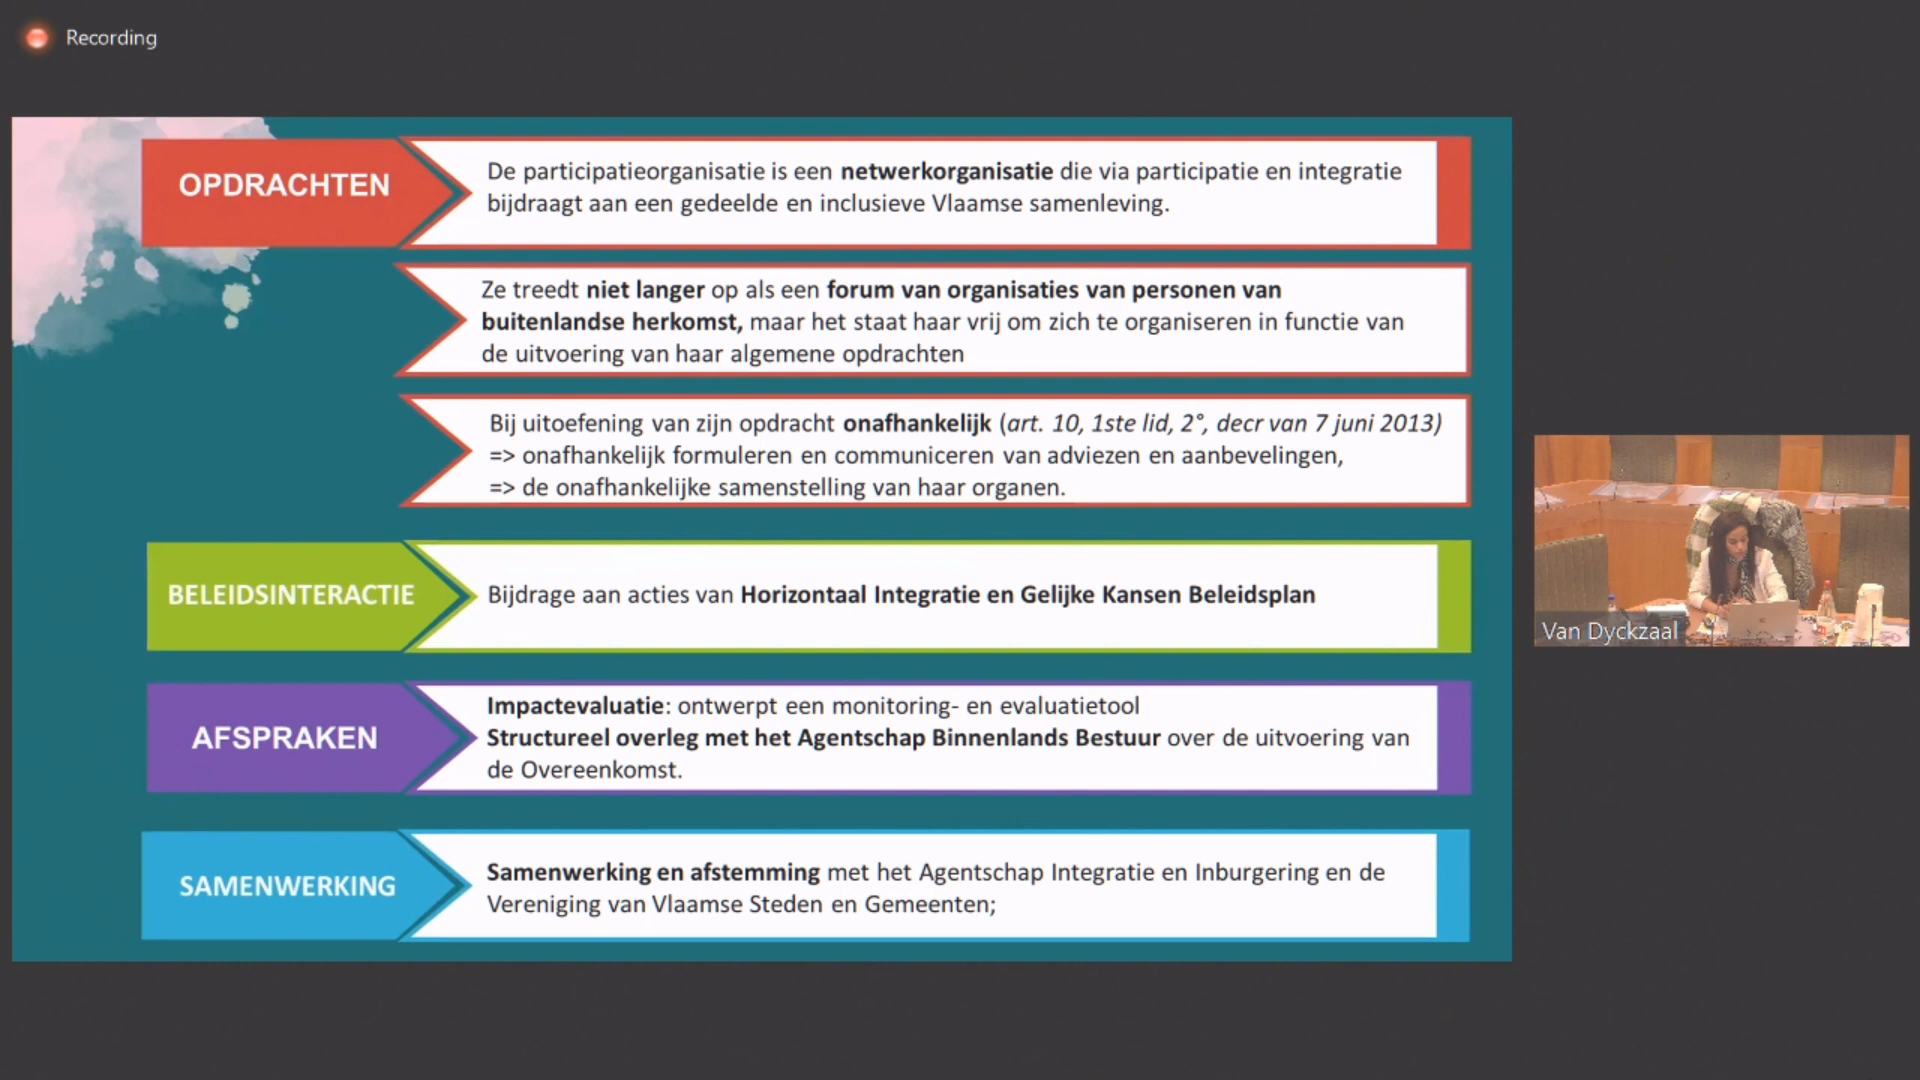 Recording
OPDRACHTEN
De participatieorganisatie is een netwerkorganisatie die via participatie en integratie
bijdraagt aan een gedeelde en inclusieve Vlaamse samenleving.
Ze treedt niet langer op als een forum van organisaties van personen van
buitenlandse herkomst, maar het staat haar vrij om zich te organiseren in functie van
de uitvoering van haar algemene opdrachten
Bij uitoefening van zijn opdracht onafhankelijk (art. 10, 1ste lid, 2°, decr van 7 juni 2013)
=> onafhankelijk formuleren en communiceren van adviezen en aanbevelingen,
=> de onafhankelijke samenstelling van haar organen.
BELEIDSINTERACTIE
Bijdrage aan acties van Horizontaal Integratie en Gelijke Kansen Beleidsplan
AFSPRAKEN
Impactevaluatie: ontwerpt een monitoring- en evaluatietool
Structureel overleg met het Agentschap Binnenlands Bestuur over de uitvoering van
de Overeenkomst.
SAMENWERKING
Samenwerking en afstemming met het Agentschap Integratie en Inburgering en de
Vereniging van Vlaamse Steden en Gemeenten;
Van Dyckzaal